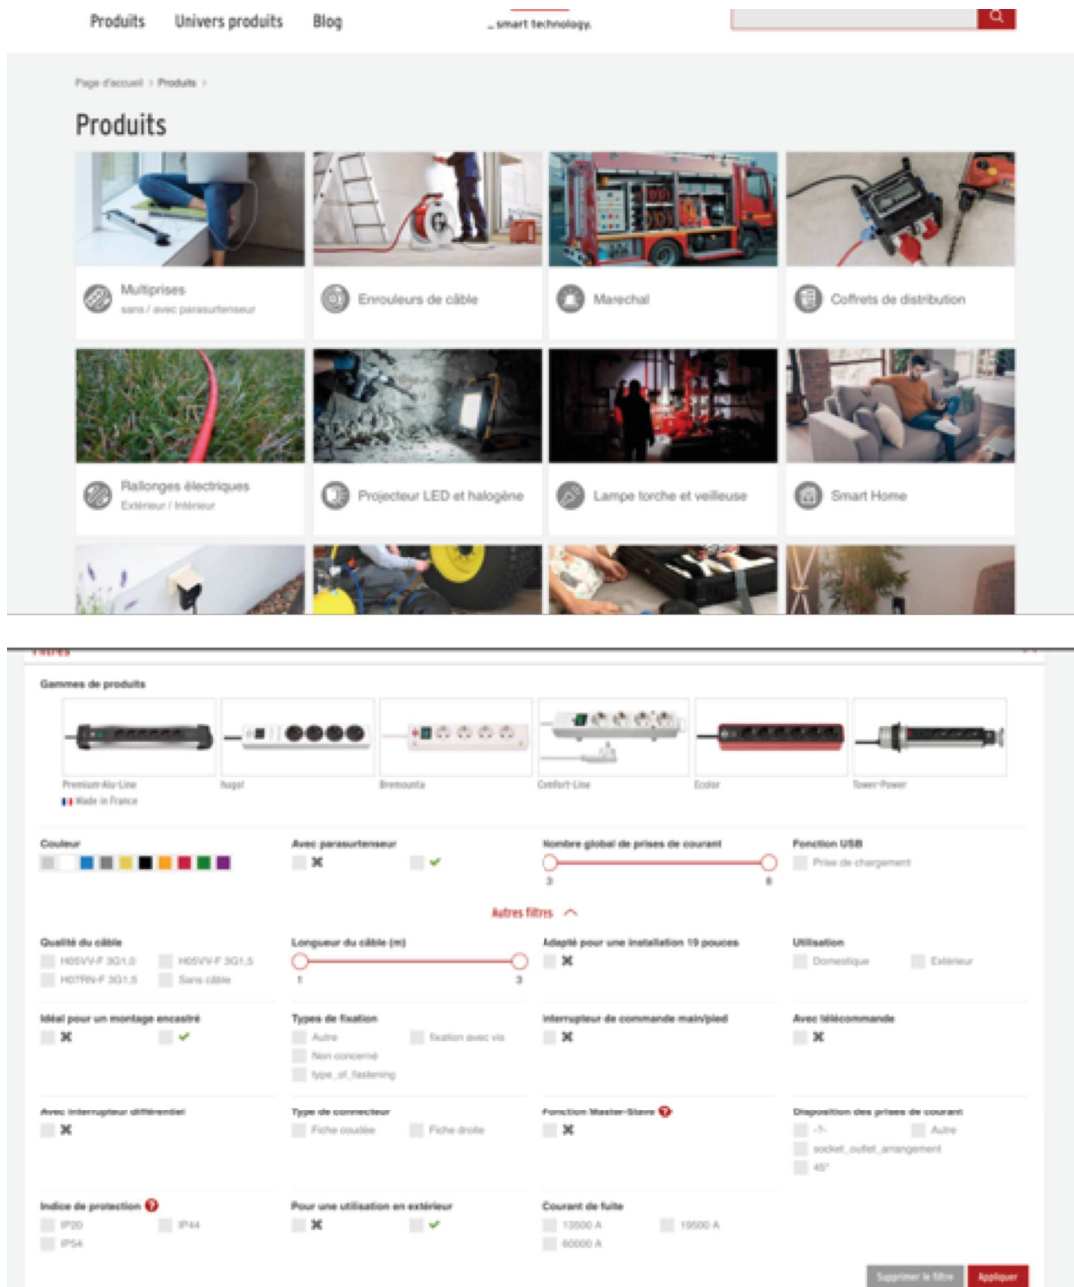 Produits Univers produits Blog
smart technology.
Page d'accueil > Produits >
Produits
Multiprises
sans / avec parasurtenseur
Enrouleurs de câble
Marechal
Coffrets de distribution
Rallonges électriques
Extérieur / Intérieur
Projecteur LED et halogène
Lampe torche et veilleuse
Smart Home
Filtres
Gammes de produits
Premium-Alu-Line
hugo!
Bremounta
Comfort-Line
Ecolor
Tower-Power
Made in France
Couleur
Avec parasurtenseur
Nombre global de prises de courant
3 8
Fonction USB
Prise de chargement
Autres filtres
Qualité du câble
H05VV-F 3G1,0 H05VV-F 3G1,5
H07RN-F 3G1,5 Sans câble
Longueur du câble (m)
1 3
Adapté pour une installation 19 pouces
Utilisation
Domestique Extérieur
Idéal pour un montage encastré
Types de fixation
Autre fixation avec vis
Non concerné
type_of_fastening
Interrupteur de commande main/pied
Avec télécommande
Avec interrupteur différentiel
Type de connecteur
Fiche coudée Fiche droite
Fonction Master-Slave ?
Disposition des prises de courant
-?- Autre
socket_outlet_arrangement
45°
Indice de protection ?
IP20 IP44
IP54
Pour une utilisation en extérieur
Courant de fuite
13500 A 19500 A
60000 A
Supprimer le filtre Appliquer